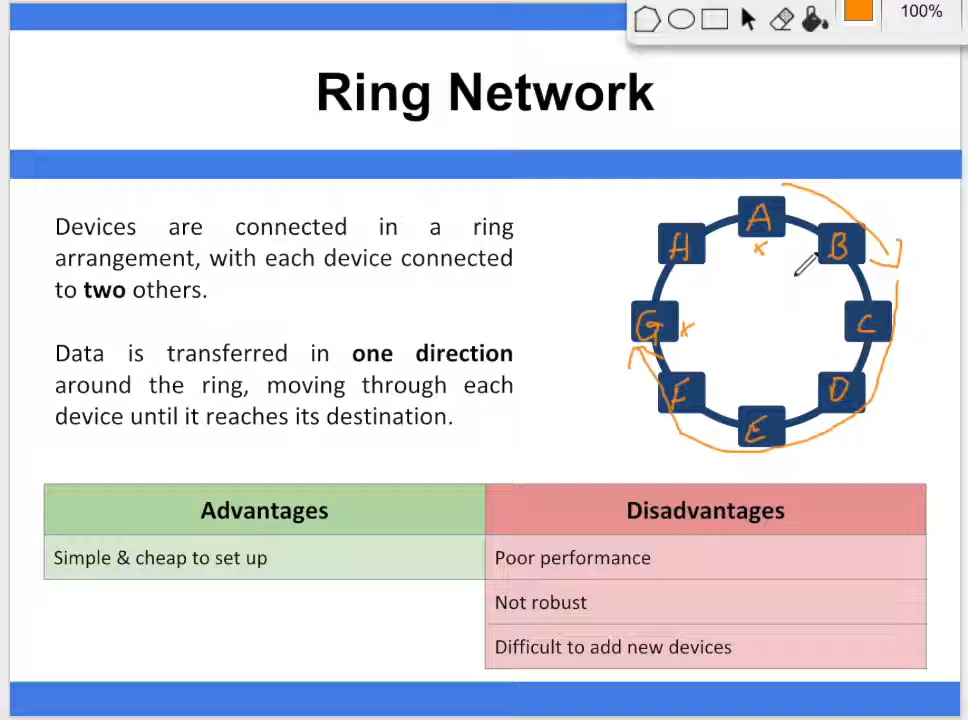 100%
Ring Network
Devices are connected in a ring
arrangement, with each device connected
to two others.
Data is transferred in one direction
around the ring, moving through each
device until it reaches its destination.
A
H
B
x
G
x
C
F
D
E
Advantages
Disadvantages
Simple & cheap to set up
Poor performance
Not robust
Difficult to add new devices